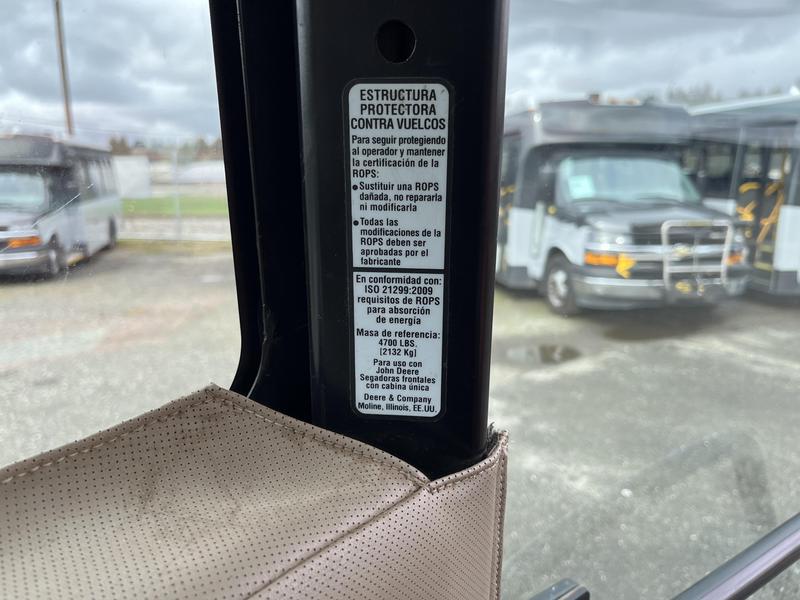 ESTRUCTURA
PROTECTORA
CONTRA VUELCOS
Para seguir protegiendo
al operador y mantener
la certificación de la
ROPS:
● Sustituir una ROPS
dañada, no repararla
ni modificarla
● Todas las
modificaciones de la
ROPS deben ser
aprobadas por el
fabricante
En conformidad con:
ISO 21299:2009
requisitos de ROPS
para absorción
de energía
Masa de referencia:
4700 LBS.
[2132 Kg]
Para uso con
John Deere
Segadoras frontales
con cabina única
Deere & Company
Moline, Illinois, EE.UU.